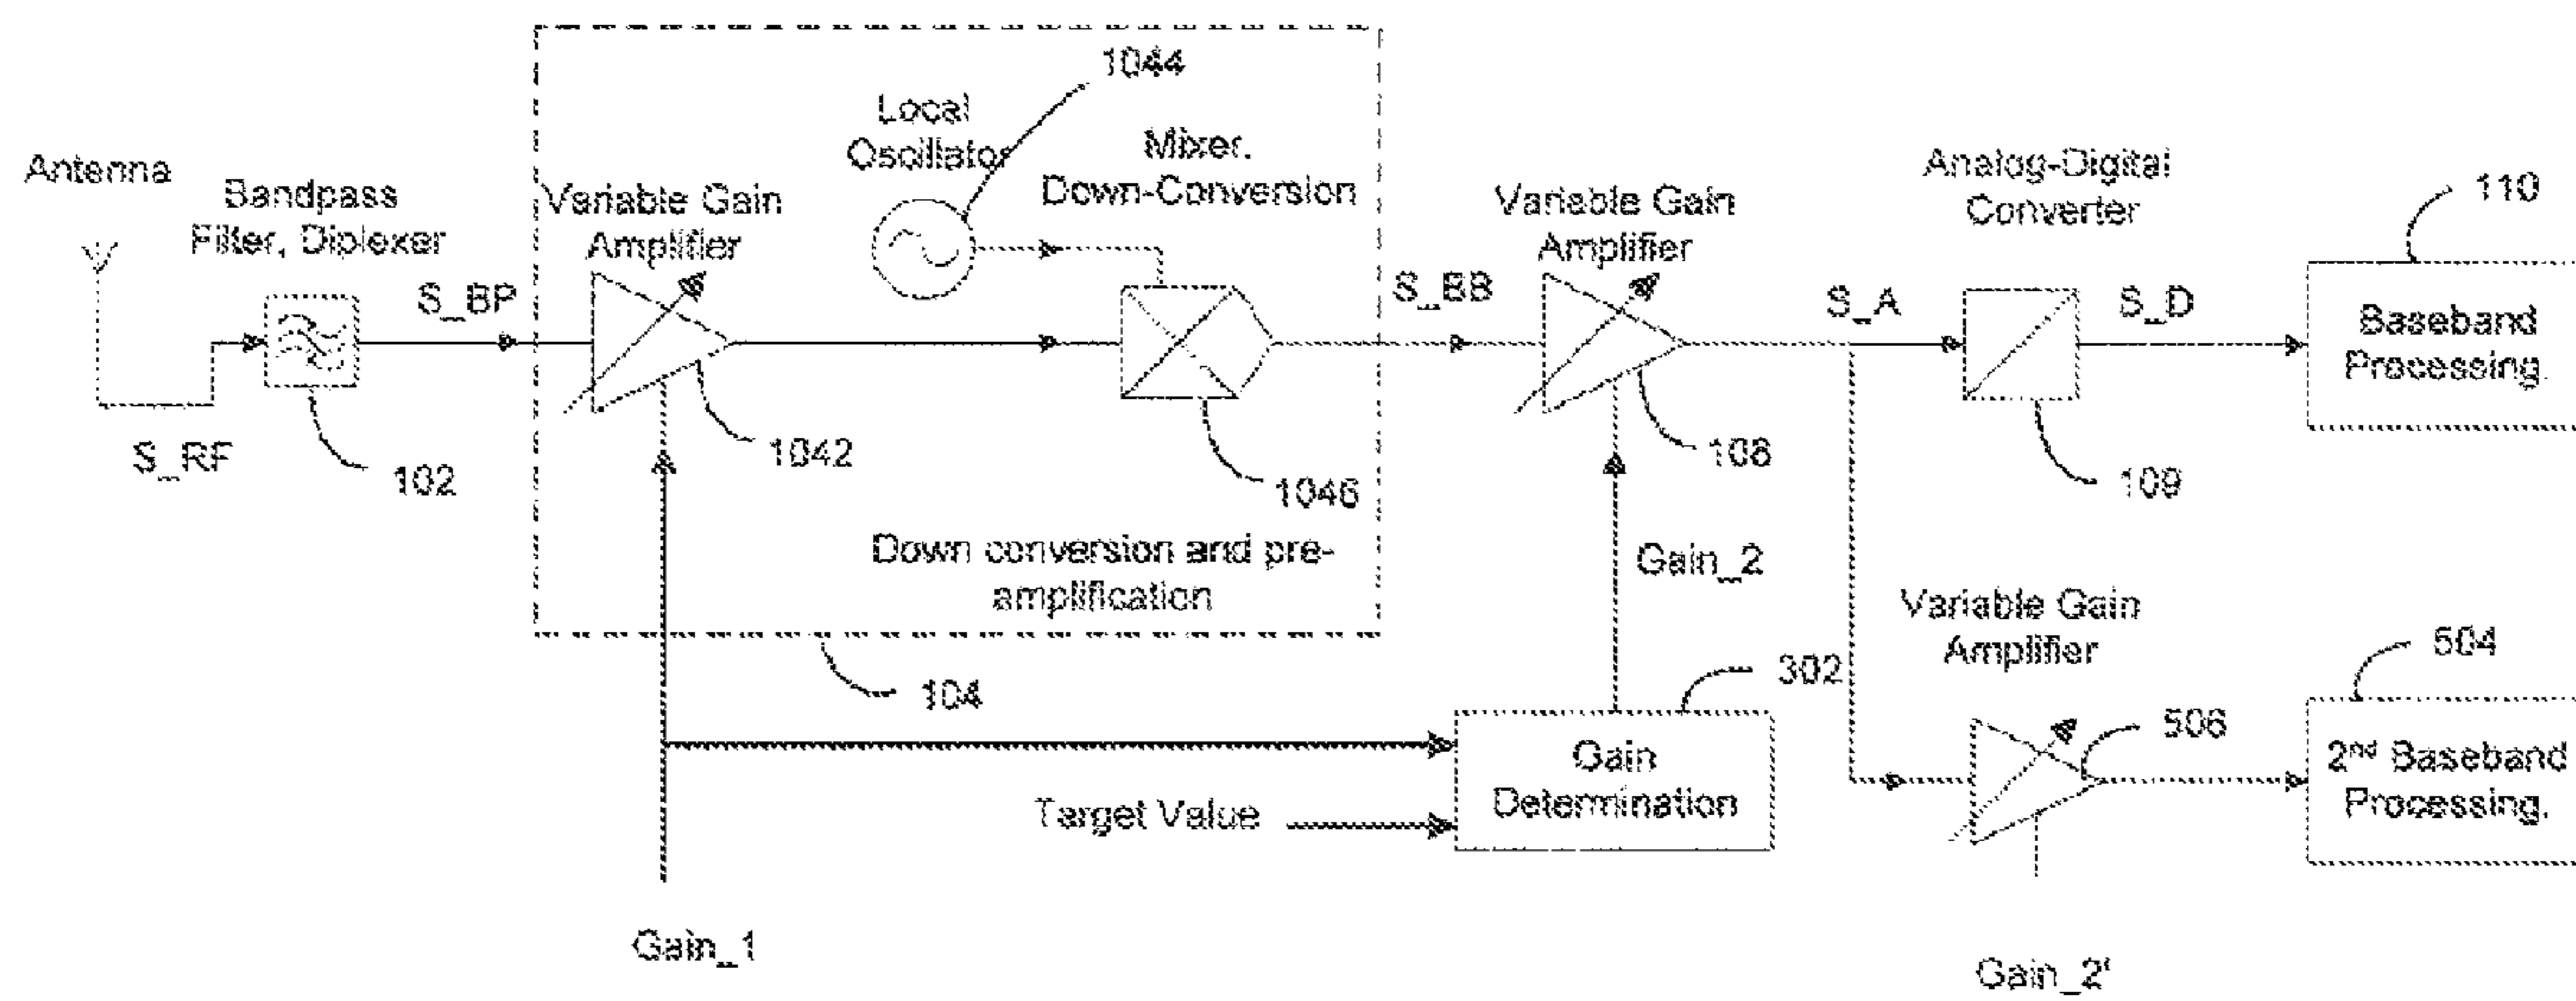 1044
Local
Oscillator
Mixer.
Down-Conversion
Antenna
Bandpass
Filter, Diplexer
Variable Gain
Amplifier
Variable Gain
Amplifier
Analog-Digital
Converter
110
S_BP
S_BB
S_A
S_D
Baseband
Processing.
S_RF
102
1042
1046
108
109
Down conversion and pre-
amplification
Gain_2
Variable Gain
Amplifier
104
302
504
506
Gain
Determination
2nd Baseband
Processing.
Target Value
Gain_1
Gain_2'